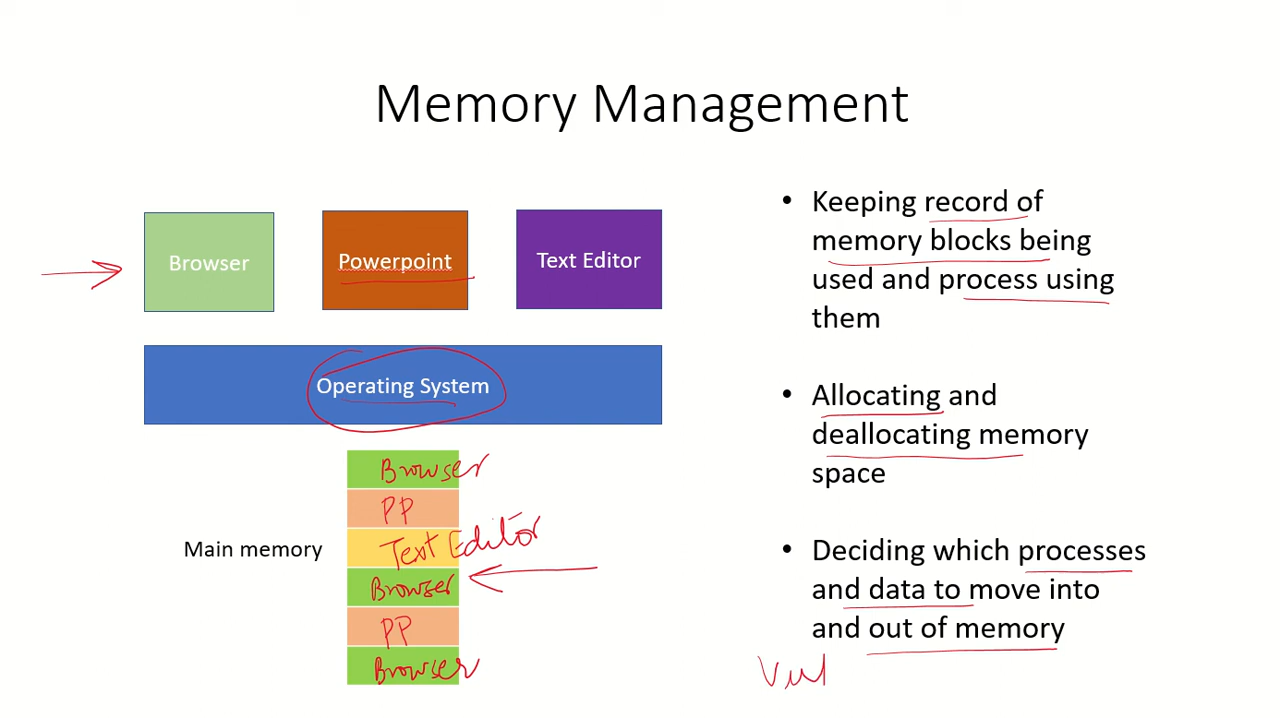 Memory Management
Browser
Powerpoint
Text Editor
Operating System
Main memory
Browser
PP
Text Editor
Browser
PP
Browser
• Keeping record of
memory blocks being
used and process using
them
• Allocating and
deallocating memory
space
• Deciding which processes
and data to move into
and out of memory